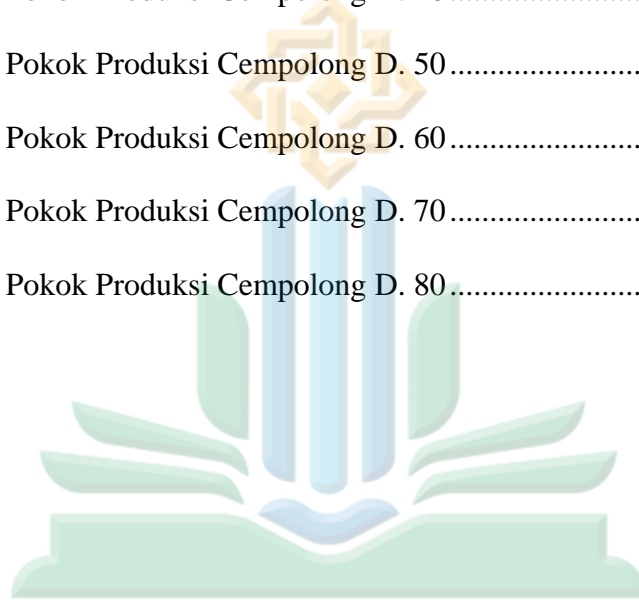 Pokok Produksi Cempolong D. 50......................
Pokok Produksi Cempolong D. 60......................
Pokok Produksi Cempolong D. 70......................
Pokok Produksi Cempolong D. 80......................